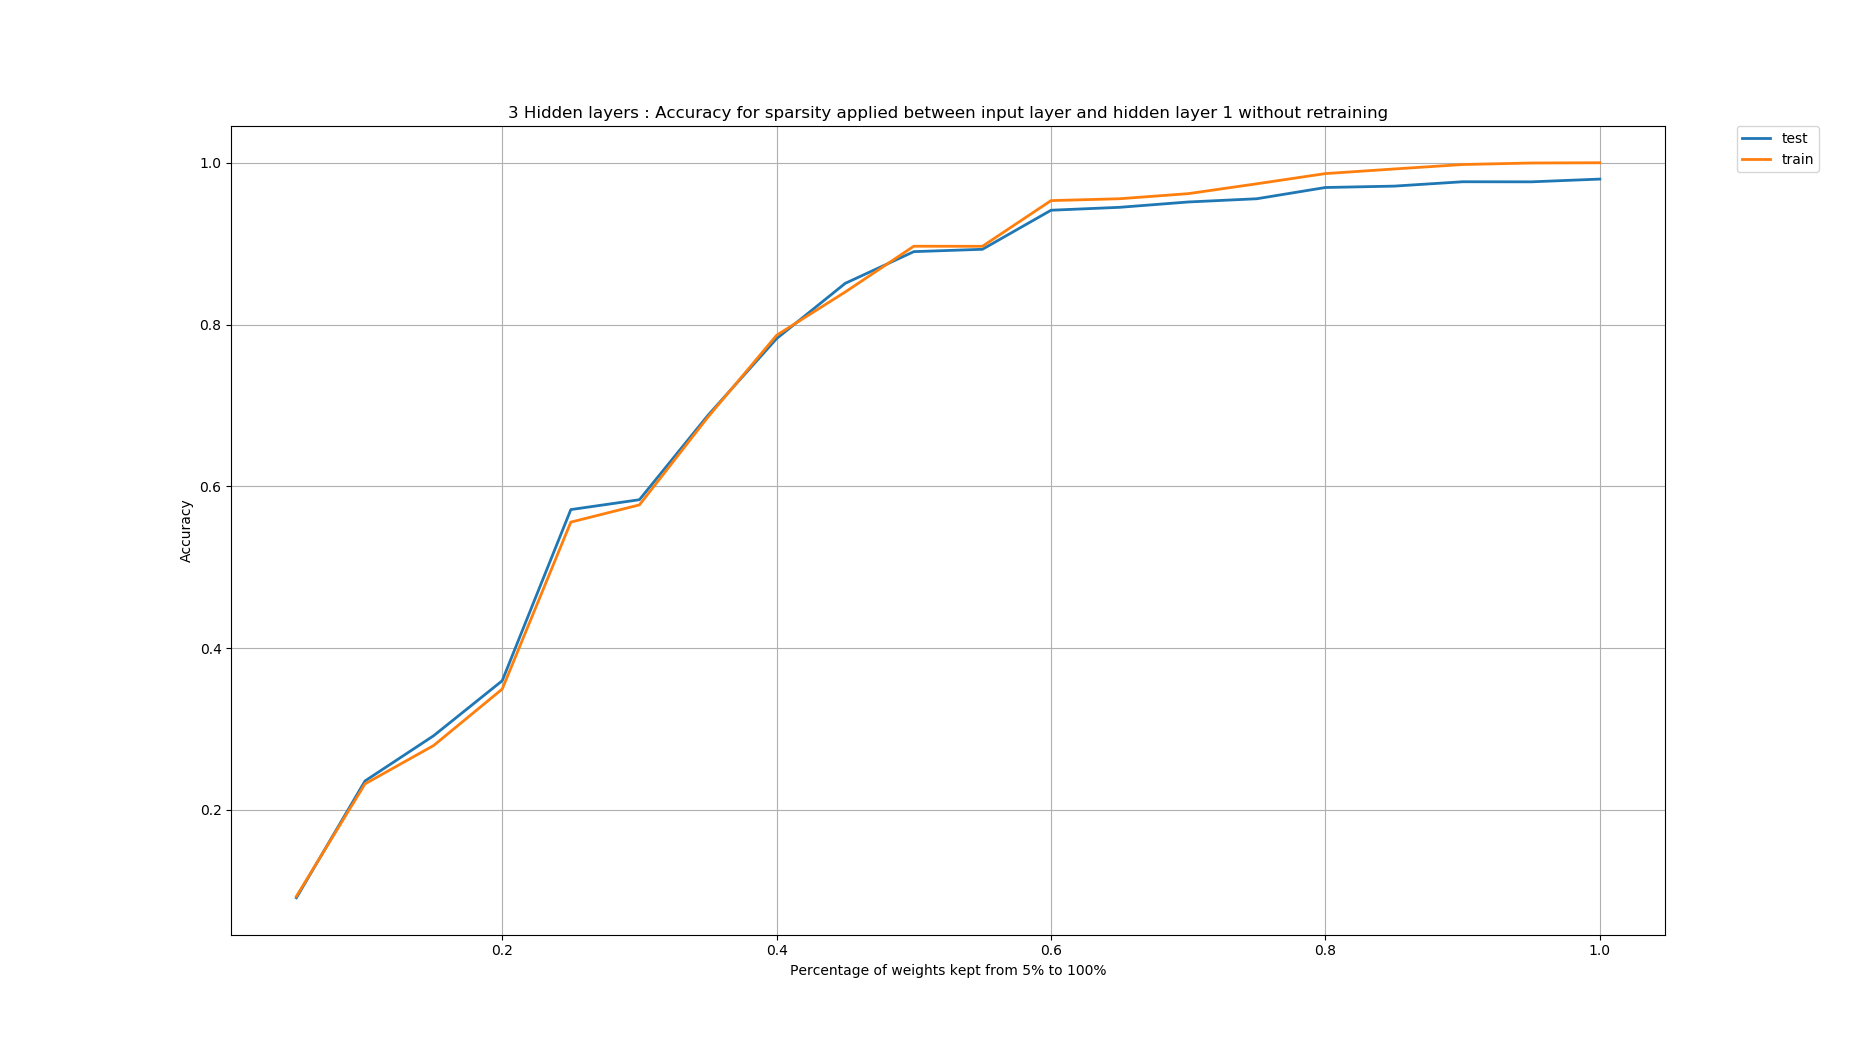 3 Hidden layers : Accuracy for sparsity applied between input layer and hidden layer 1 without retraining
test
train
1.0
0.8
0.6
0.4
0.2
Accuracy
0.2
0.4
0.6
0.8
1.0
Percentage of weights kept from 5% to 100%